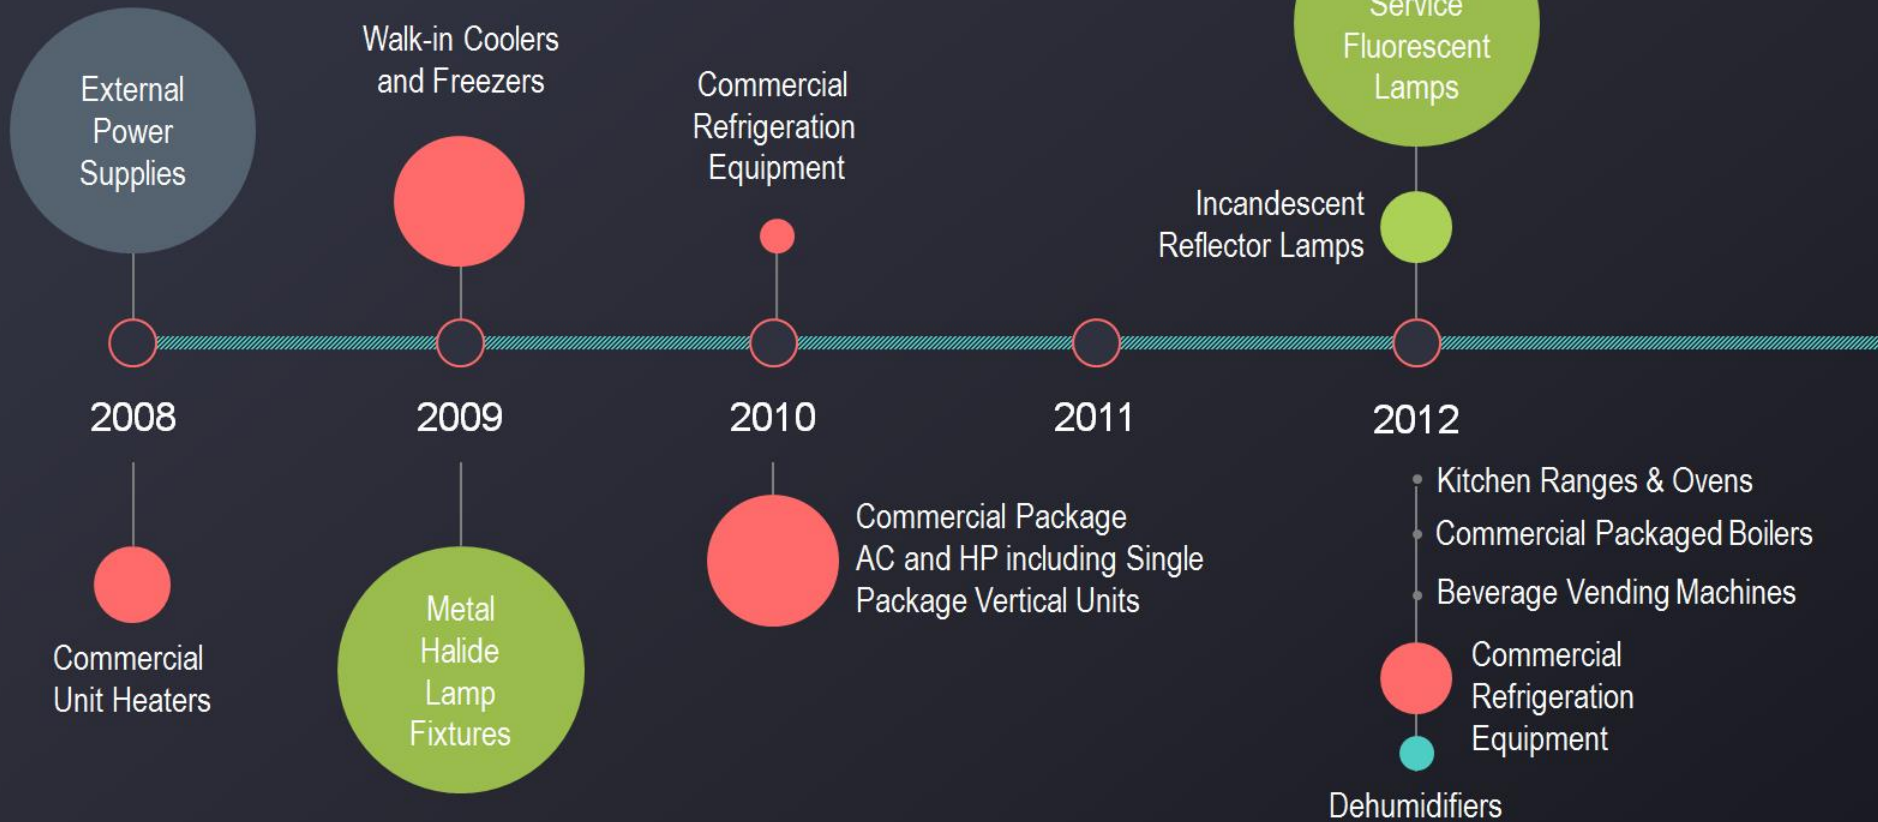 External
Power
Supplies
Walk-in Coolers
and Freezers
Commercial
Refrigeration
Equipment
Service
Fluorescent
Lamps
Incandescent
Reflector Lamps
2008
2009
2010
2011
2012
Commercial
Unit Heaters
Metal
Halide
Lamp
Fixtures
Commercial Package
AC and HP including Single
Package Vertical Units
Kitchen Ranges & Ovens
Commercial Packaged Boilers
Beverage Vending Machines
Commercial
Refrigeration
Equipment
Dehumidifiers